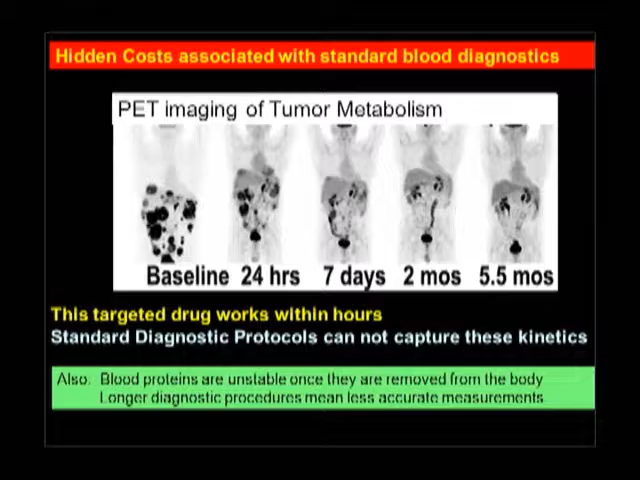 Hidden Costs associated with standard blood diagnostics
PET imaging of Tumor Metabolism
Baseline 24 hrs 7 days 2 mos 5.5 mos
This targeted drug works within hours
Standard Diagnostic Protocols can not capture these kinetics
Also: Blood proteins are unstable once they are removed from the body
Longer diagnostic procedures mean less accurate measurements